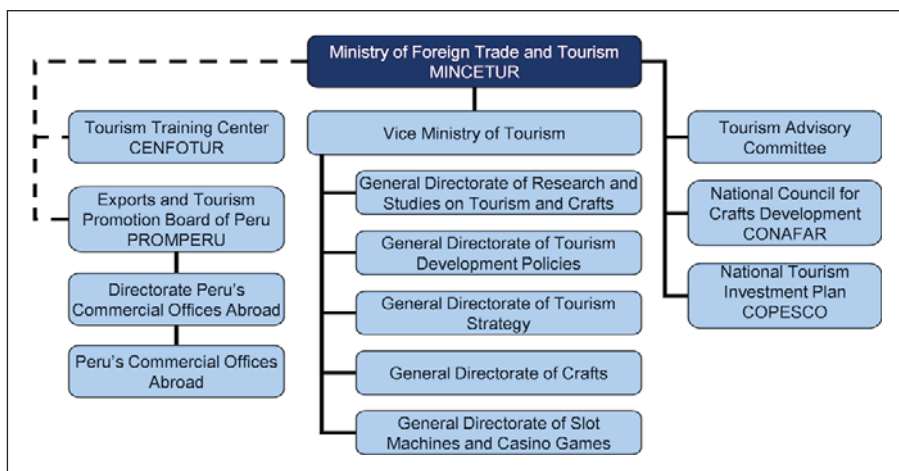 Ministry of Foreign Trade and Tourism
MINCETUR
Tourism Training Center
CENFOTUR
Exports and Tourism
Promotion Board of Peru
PROMPERU
Directorate Peru's
Commercial Offices Abroad
Peru's Commercial Offices
Abroad
Vice Ministry of Tourism
General Directorate of Research and
Studies on Tourism and Crafts
General Directorate of Tourism
Development Policies
General Directorate of Tourism
Strategy
General Directorate of Crafts
General Directorate of Slot
Machines and Casino Games
Tourism Advisory
Committee
National Council for
Crafts Development
CONAFAR
National Tourism
Investment Plan
COPESCO